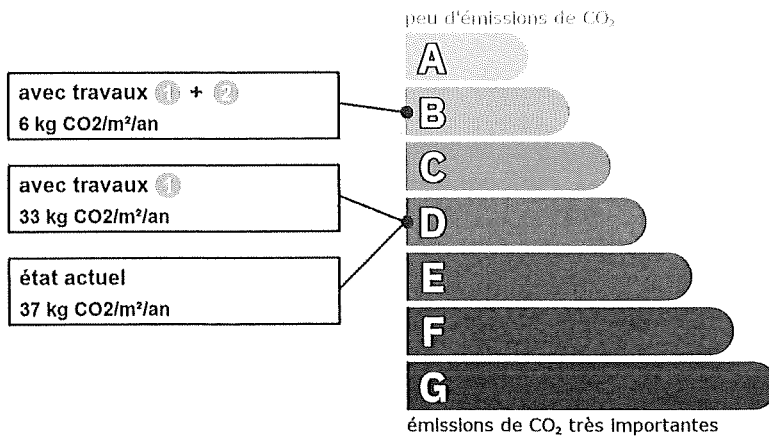 peu d'émissions de CO₂
A
avec travaux 1 + 2
6 kg CO2/m²/an
B
C
avec travaux 1
33 kg CO2/m²/an
D
état actuel
37 kg CO2/m²/an
E
F
G
émissions de CO₂ très importantes